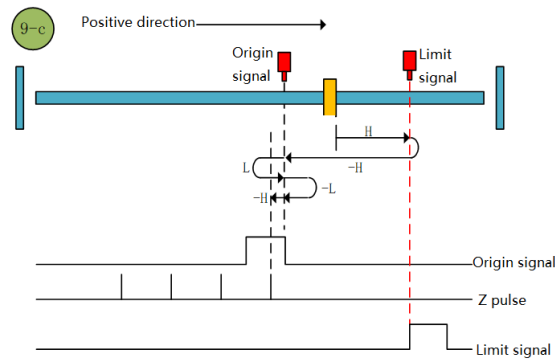 9-c
Positive direction
Origin
signal
Limit
signal
H
-H
L
-L
-H
Origin signal
Z pulse
Limit signal